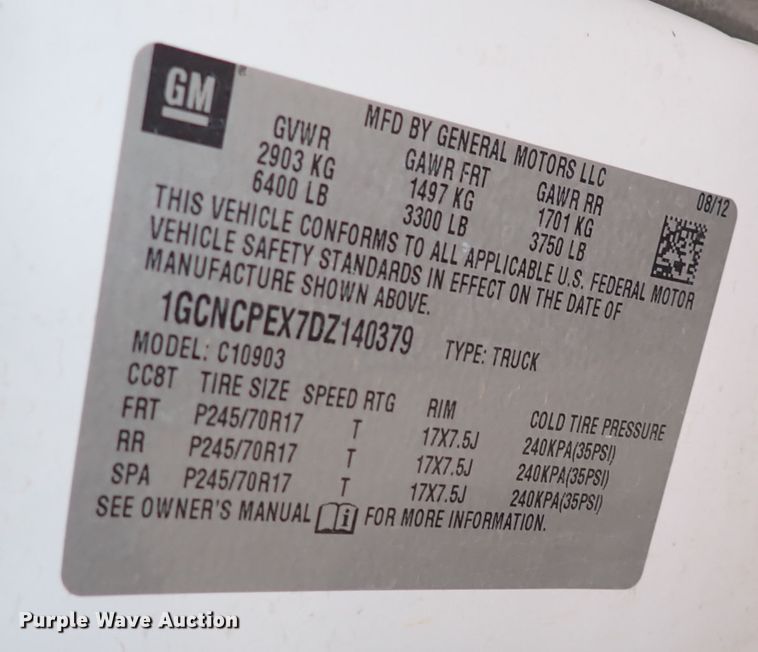 GM
MFD BY GENERAL MOTORS LLC
08/12
GVWR GAWR FRT GAWR RR
2903 KG 1497 KG 1701 KG
6400 LB 3300 LB 3750 LB
THIS VEHICLE CONFORMS TO ALL APPLICABLE U.S. FEDERAL MOTOR
VEHICLE SAFETY STANDARDS IN EFFECT ON THE DATE OF
MANUFACTURE SHOWN ABOVE.
1GCNCPEX7DZ140379 TYPE: TRUCK
MODEL: C10903
CC8T TIRE SIZE SPEED RTG RIM COLD TIRE PRESSURE
FRT P245/70R17 T 17X7.5J 240KPA(35PSI)
RR P245/70R17 T 17X7.5J 240KPA(35PSI)
SPA P245/70R17 T 17X7.5J 240KPA(35PSI)
SEE OWNER'S MANUAL i FOR MORE INFORMATION.
Purple Wave Auction